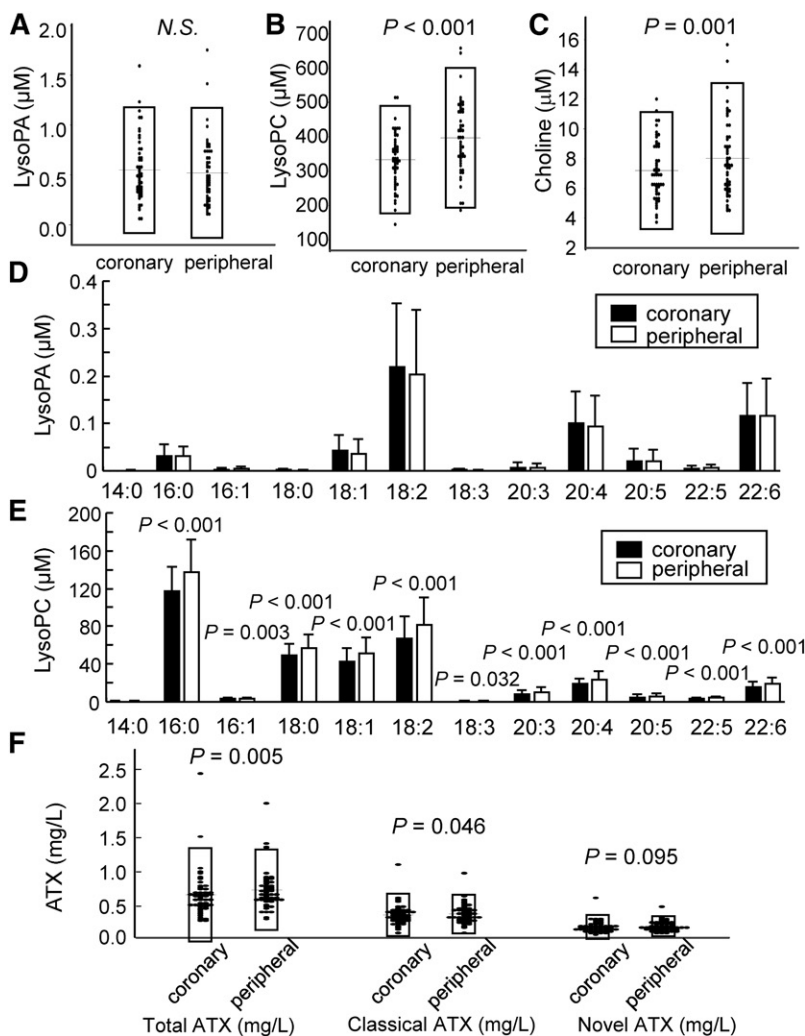 A
N.S.
2.0
1.5
1.0
0.5
0.0
LysoPA (µM)
coronary peripheral
B
P < 0.001
700
600
500
400
300
200
100
LysoPC (µM)
coronary peripheral
C
P = 0.001
16
14
12
10
8
6
4
2
Choline (µM)
coronary peripheral
D
0.4
0.3
0.2
0.1
0
LysoPA (µM)
coronary
peripheral
14:0 16:0 16:1 18:0 18:1 18:2 18:3 20:3 20:4 20:5 22:5 22:6
E
200
160
120
80
40
0
LysoPC (µM)
coronary
peripheral
P < 0.001
P = 0.003
P < 0.001
P < 0.001
P < 0.001
P = 0.032
P < 0.001
P < 0.001
P < 0.001
P < 0.001
P < 0.001
14:0 16:0 16:1 18:0 18:1 18:2 18:3 20:3 20:4 20:5 22:5 22:6
F
2.5
2.0
1.5
1.0
0.5
0.0
ATX (mg/L)
P = 0.005
P = 0.046
P = 0.095
coronary peripheral coronary peripheral coronary peripheral
Total ATX (mg/L) Classical ATX (mg/L) Novel ATX (mg/L)